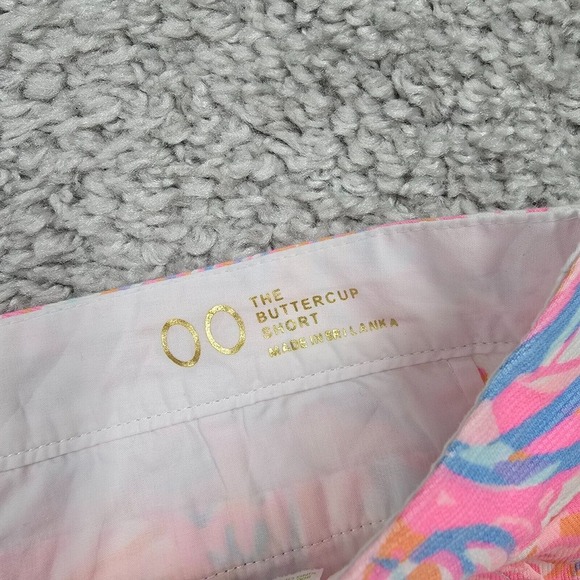 00
THE
BUTTERCUP
SHORT
MADE IN SRI LANKA